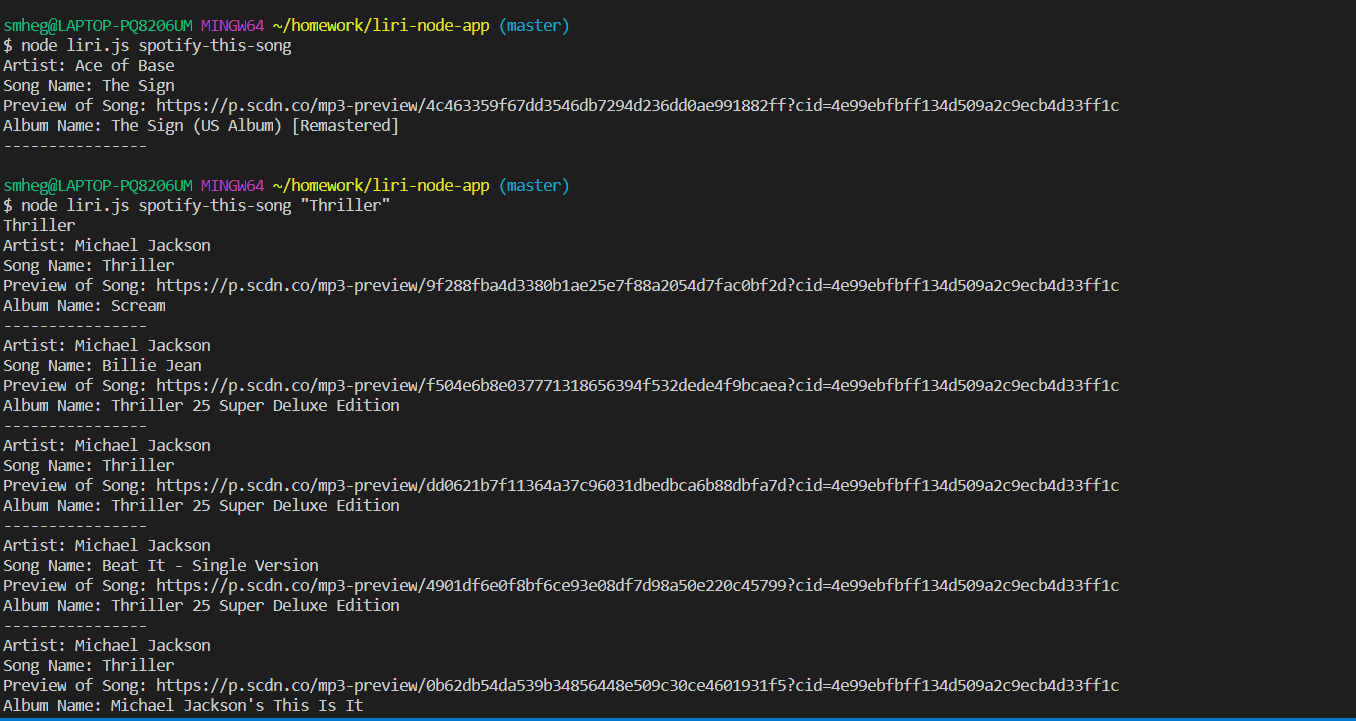 smheg@LAPTOP-PQ8206UM MINGW64 ~/homework/liri-node-app (master)
$ node liri.js spotify-this-song
Artist: Ace of Base
Song Name: The Sign
Preview of Song: https://p.scdn.co/mp3-preview/4c463359f67dd3546db7294d236dd0ae991882ff?cid=4e99ebfbff134d509a2c9ecb4d33ff1c
Album Name: The Sign (US Album) [Remastered]
----------------
smheg@LAPTOP-PQ8206UM MINGW64 ~/homework/liri-node-app (master)
$ node liri.js spotify-this-song "Thriller"
Thriller
Artist: Michael Jackson
Song Name: Thriller
Preview of Song: https://p.scdn.co/mp3-preview/9f288fba4d3380b1ae25e7f88a2054d7fac0bf2d?cid=4e99ebfbff134d509a2c9ecb4d33ff1c
Album Name: Scream
----------------
Artist: Michael Jackson
Song Name: Billie Jean
Preview of Song: https://p.scdn.co/mp3-preview/f504e6b8e037771318656394f532dede4f9bcaea?cid=4e99ebfbff134d509a2c9ecb4d33ff1c
Album Name: Thriller 25 Super Deluxe Edition
----------------
Artist: Michael Jackson
Song Name: Thriller
Preview of Song: https://p.scdn.co/mp3-preview/dd0621b7f11364a37c96031dbedbca6b88dbfa7d?cid=4e99ebfbff134d509a2c9ecb4d33ff1c
Album Name: Thriller 25 Super Deluxe Edition
----------------
Artist: Michael Jackson
Song Name: Beat It - Single Version
Preview of Song: https://p.scdn.co/mp3-preview/4901df6e0f8bf6ce93e08df7d98a50e220c45799?cid=4e99ebfbff134d509a2c9ecb4d33ff1c
Album Name: Thriller 25 Super Deluxe Edition
----------------
Artist: Michael Jackson
Song Name: Thriller
Preview of Song: https://p.scdn.co/mp3-preview/0b62db54da539b34856448e509c30ce4601931f5?cid=4e99ebfbff134d509a2c9ecb4d33ff1c
Album Name: Michael Jackson's This Is It